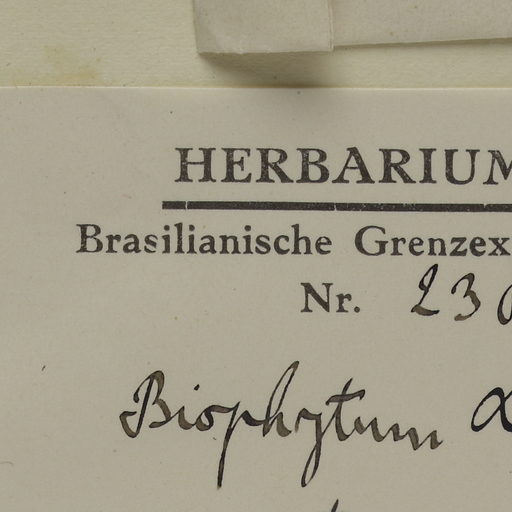 HERBARIUM
Brasilianische Grenzex
Nr. 23
Biophytum